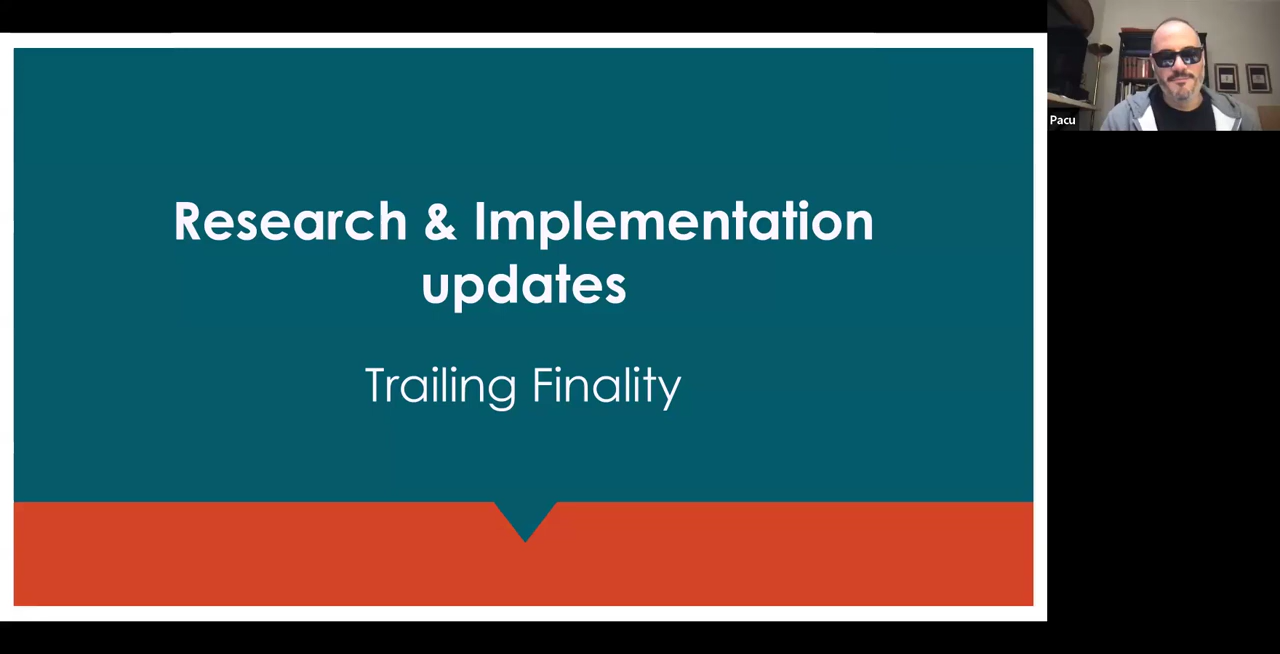 Research & Implementation
updates
Trailing Finality
Pacu